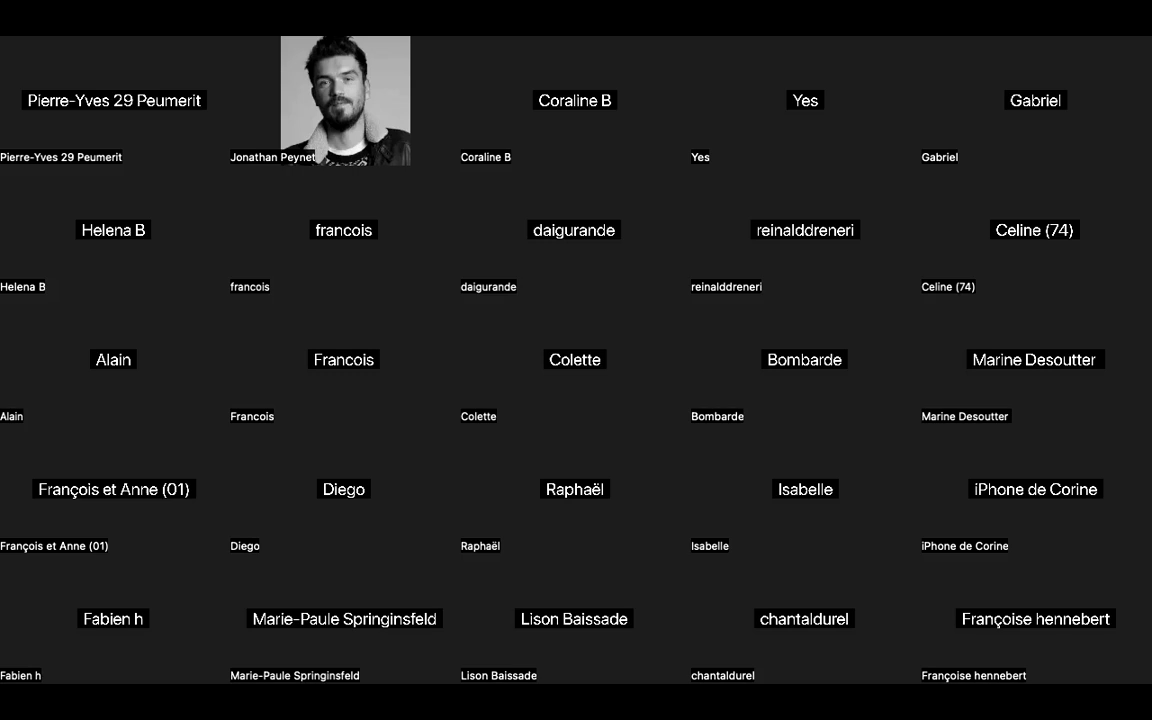 Pierre-Yves 29 Peumerit
Coraline B
Yes
Gabriel
Pierre-Yves 29 Peumerit
Jonathan Peynet
Coraline B
Yes
Gabriel
Helena B
francois
daigurande
reinalddreneri
Celine (74)
Helena B
francois
daigurande
reinalddreneri
Celine (74)
Alain
Francois
Colette
Bombarde
Marine Desoutter
Alain
Francois
Colette
Bombarde
Marine Desoutter
François et Anne (01)
Diego
Raphaël
Isabelle
iPhone de Corine
François et Anne (01)
Diego
Raphaël
Isabelle
iPhone de Corine
Fabien h
Marie-Paule Springinsfeld
Lison Baissade
chantaldurel
Françoise hennebert
Fabien h
Marie-Paule Springinsfeld
Lison Baissade
chantaldurel
Françoise hennebert